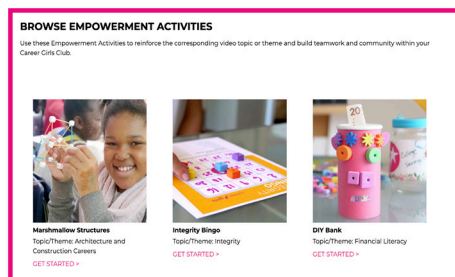 BROWSE EMPOWERMENT ACTIVITIES
Use these Empowerment Activities to reinforce the corresponding video topic or theme and build teamwork and community within your
Career Girls Club.
20
Marshmallow Structures
Topic/Theme: Architecture and
Construction Careers
GET STARTED >
Integrity Bingo
Topic/Theme: Integrity
GET STARTED >
DIY Bank
Topic/Theme: Financial Literacy
GET STARTED >